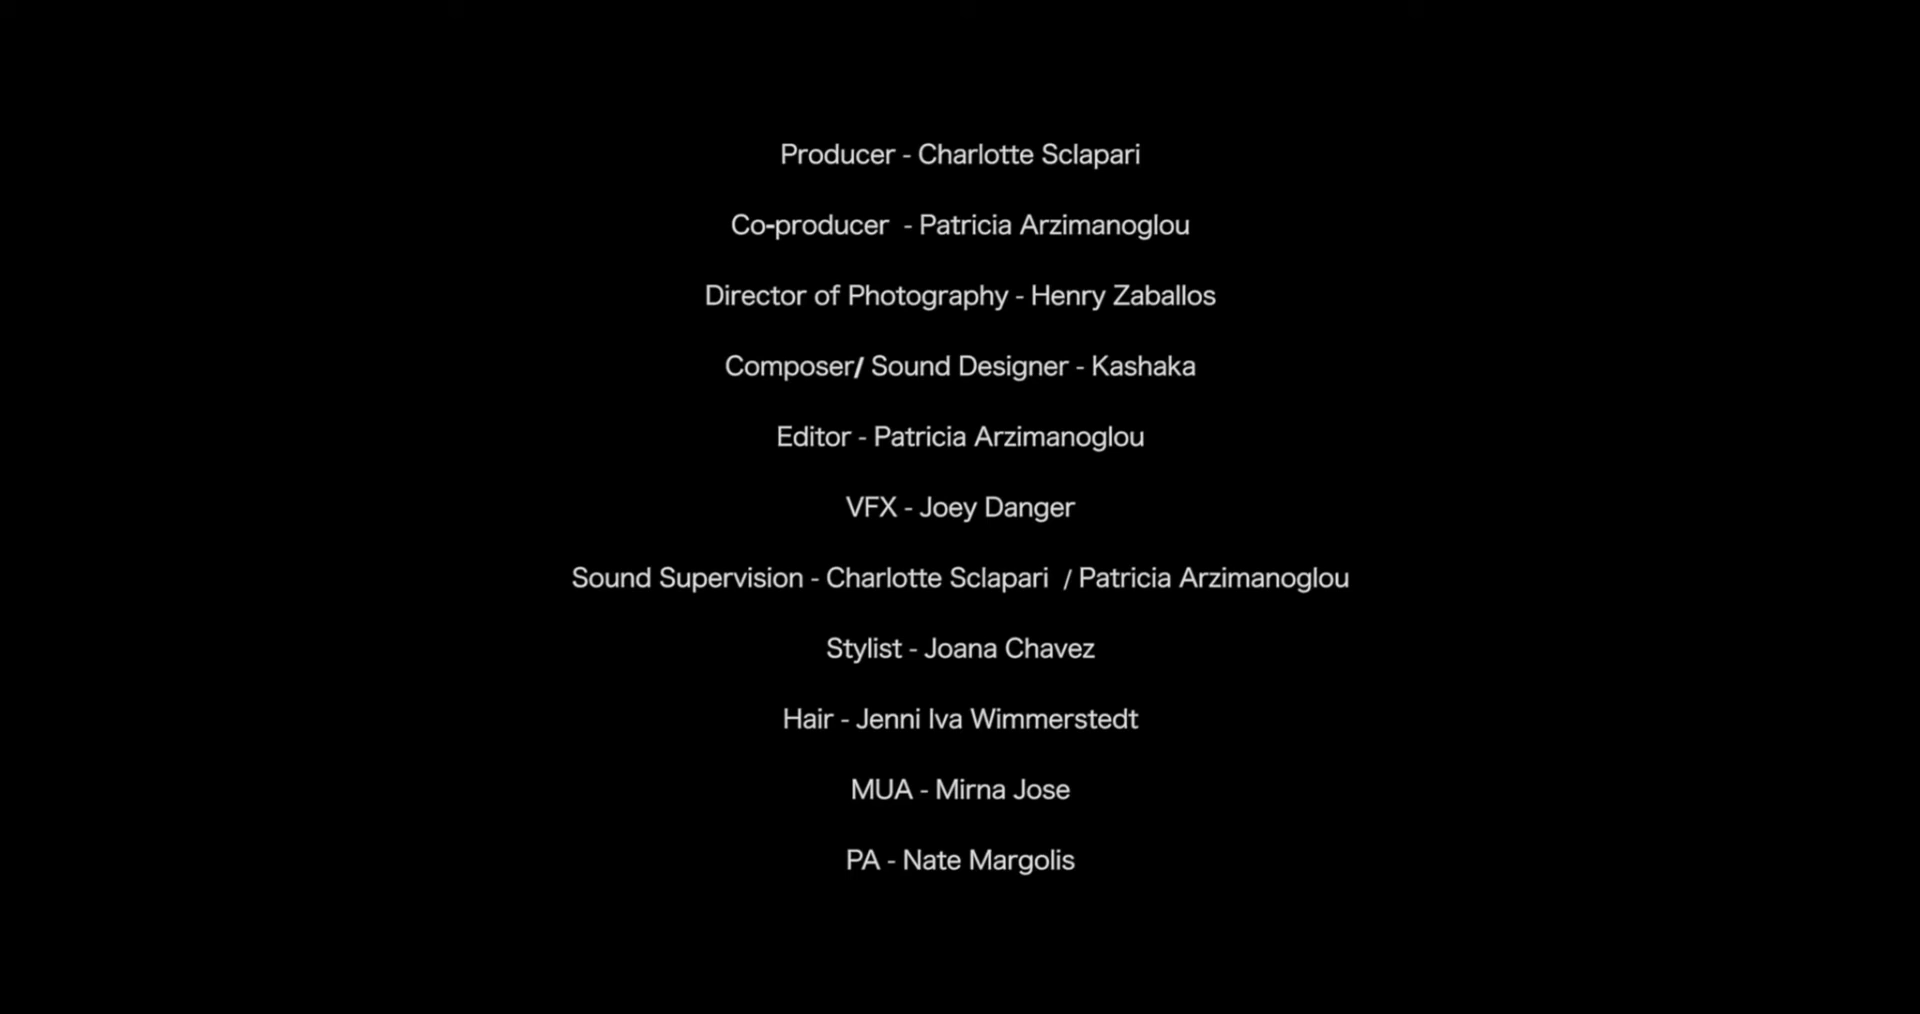 Producer - Charlotte Sclapari
Co-producer  - Patricia Arzimanoglou
Director of Photography - Henry Zaballos
Composer/ Sound Designer - Kashaka
Editor - Patricia Arzimanoglou
VFX - Joey Danger
Sound Supervision - Charlotte Sclapari  / Patricia Arzimanoglou
Stylist - Joana Chavez
Hair - Jenni Iva Wimmerstedt
MUA - Mirna Jose
PA - Nate Margolis